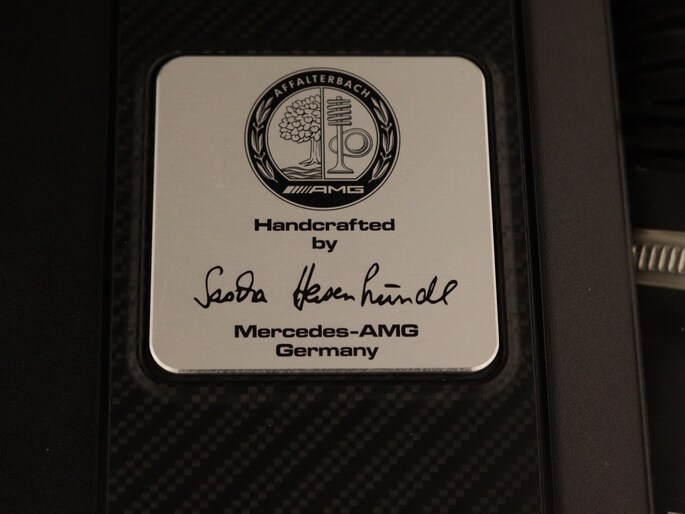 AFFALTERBACH
AMG
Handcrafted
by
Mercedes-AMG
Germany